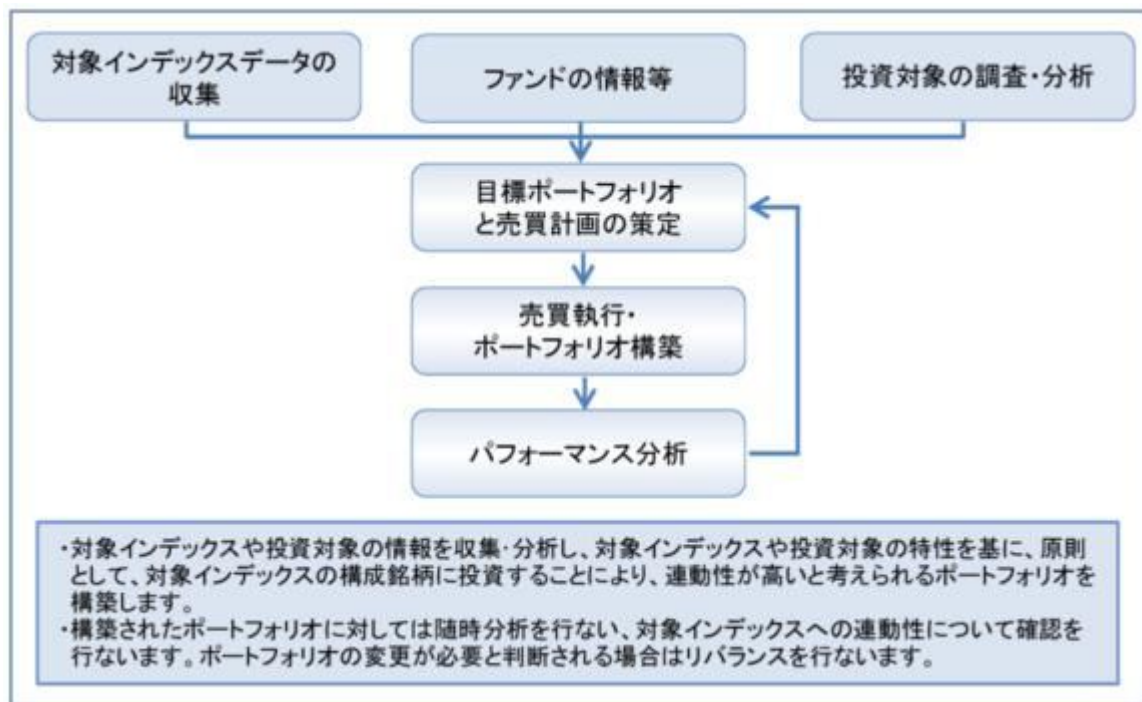 対象インデックスデータの
収集
ファンドの情報等
投資対象の調査・分析
目標ポートフォリオ
と売買計画の策定
売買執行・
ポートフォリオ構築
パフォーマンス分析
・対象インデックスや投資対象の情報を収集・分析し、対象インデックスや投資対象の特性を基に、原則
として、対象インデックスの構成銘柄に投資することにより、連動性が高いと考えられるポートフォリオを
構築します。
・構築されたポートフォリオに対しては随時分析を行ない、対象インデックスへの連動性について確認を
行ないます。ポートフォリオの変更が必要と判断される場合はリバランスを行ないます。